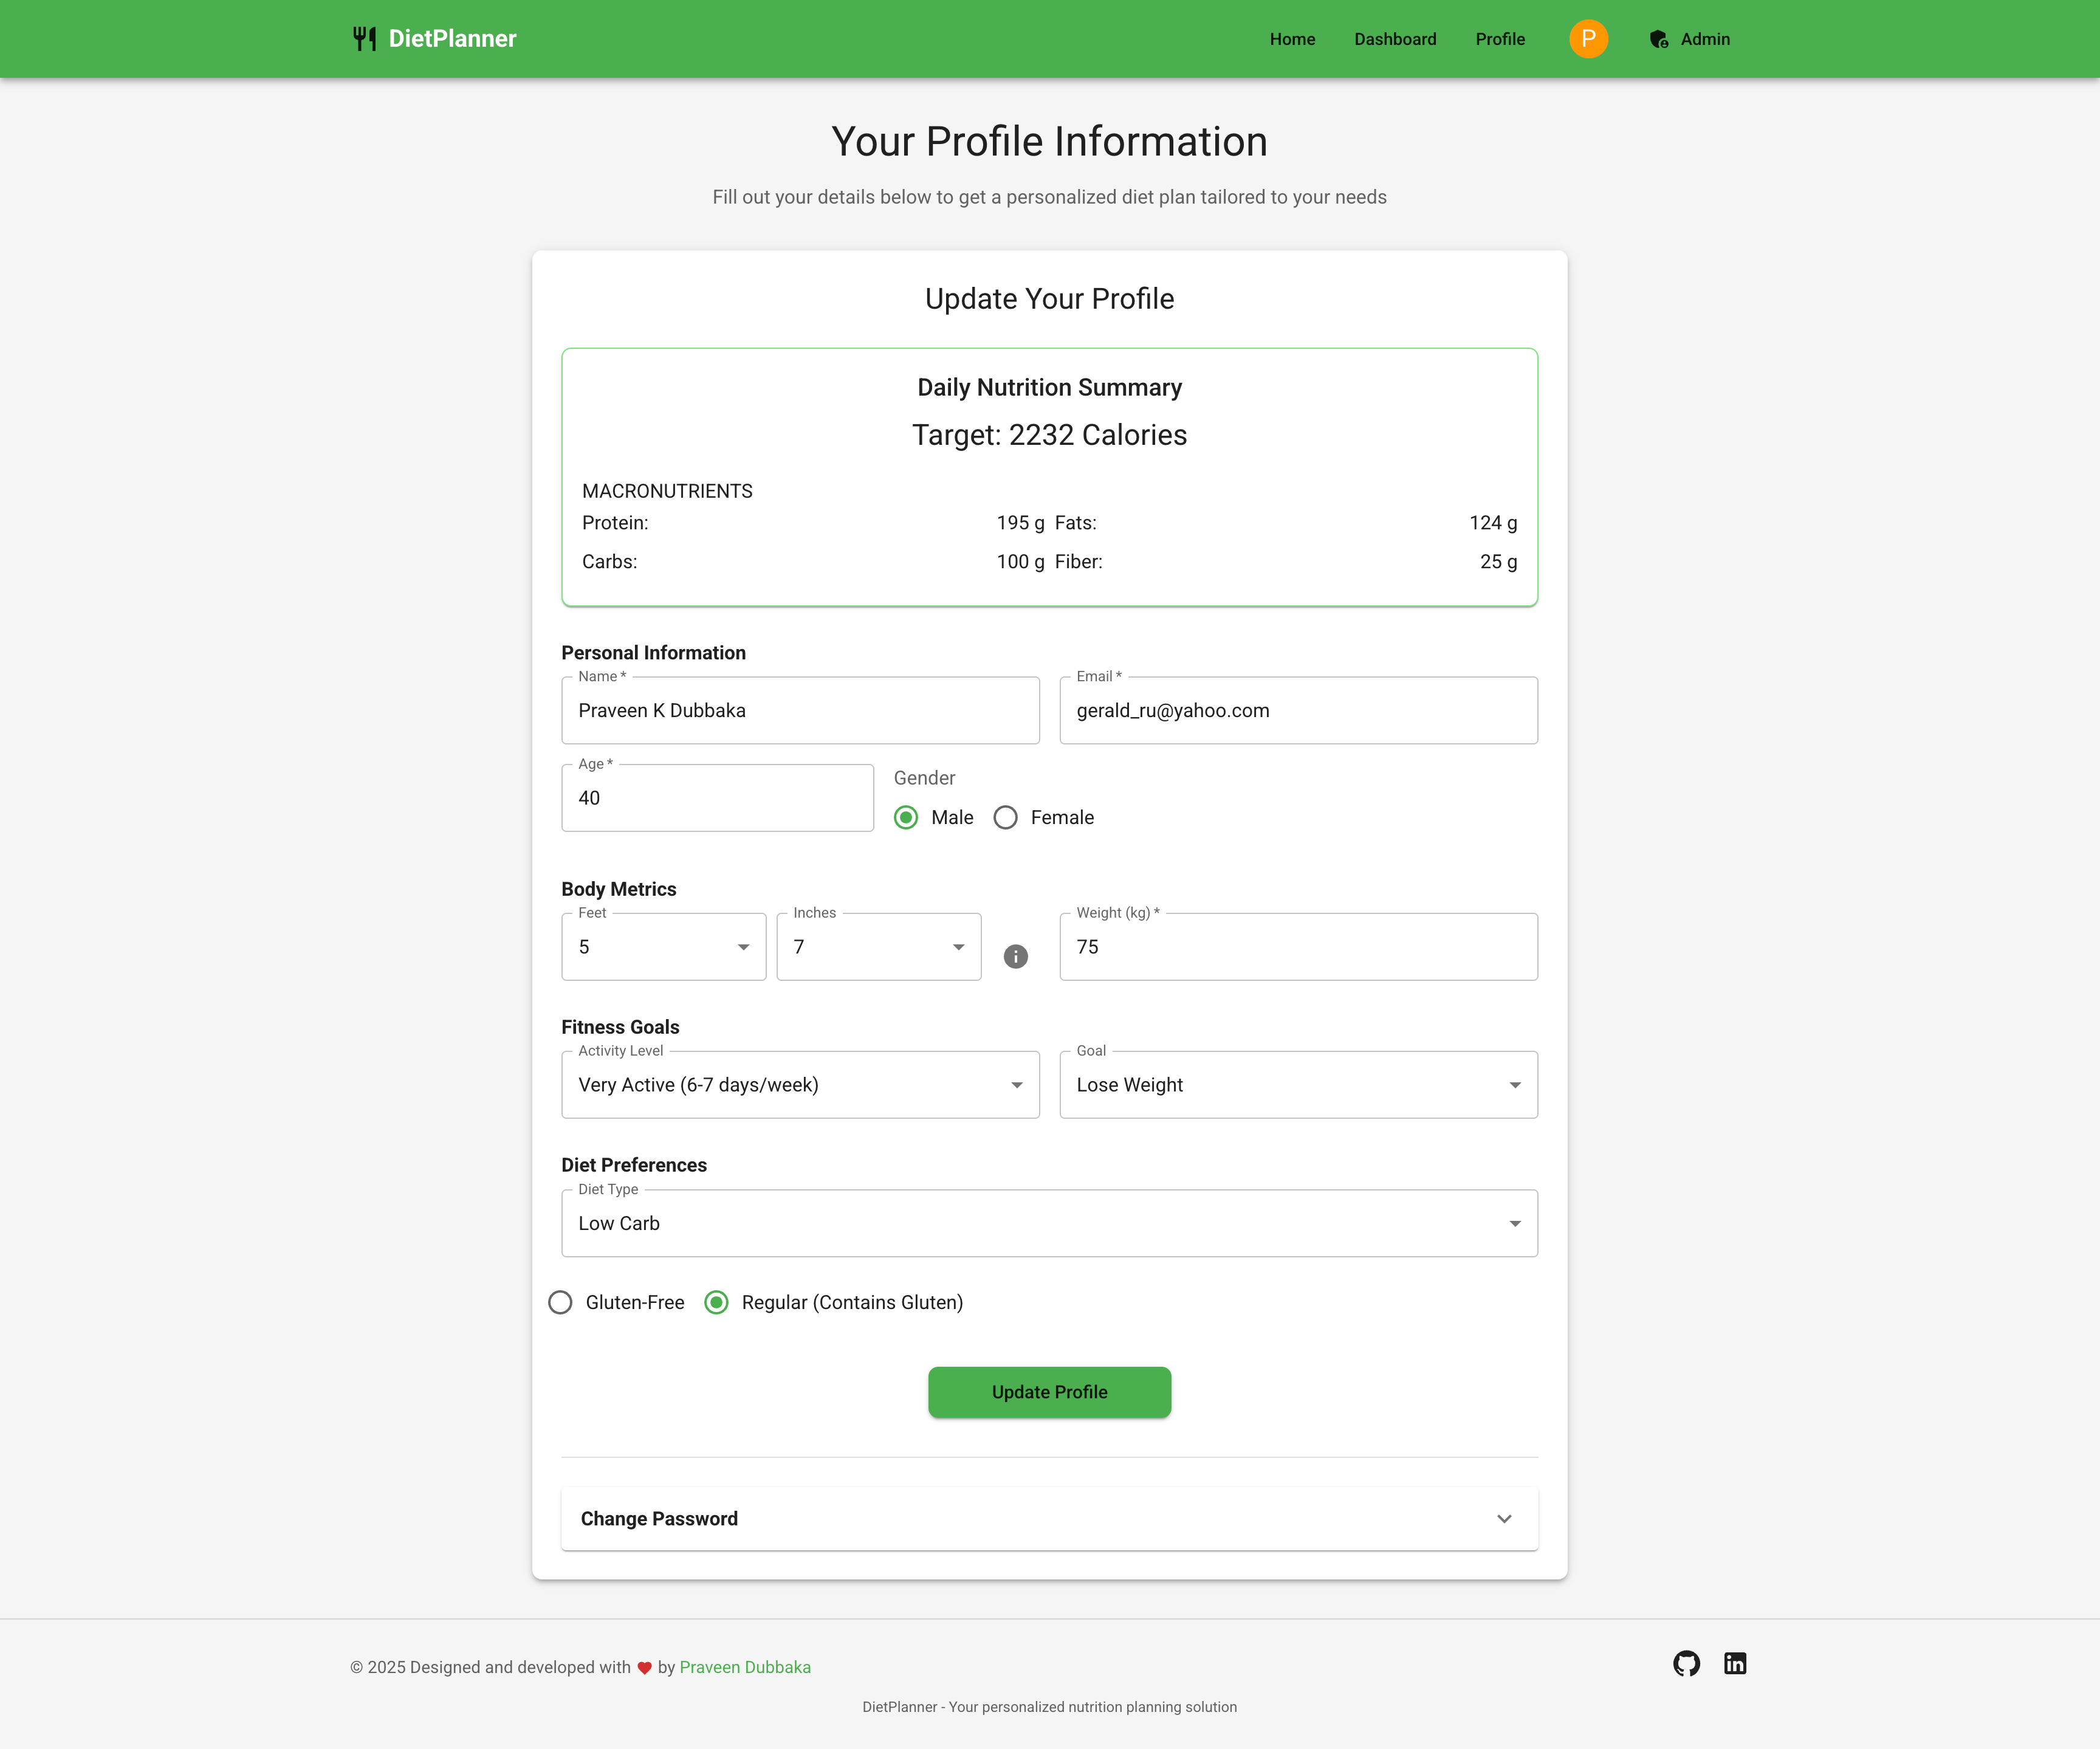 DietPlanner
Home Dashboard Profile P Admin
Your Profile Information
Fill out your details below to get a personalized diet plan tailored to your needs
Update Your Profile
Daily Nutrition Summary
Target: 2232 Calories
MACRONUTRIENTS
Protein: 195 g Fats: 124 g
Carbs: 100 g Fiber: 25 g
Personal Information
Name * Email *
Praveen K Dubbaka gerald_ru@yahoo.com
Age *
40
Gender
Male Female
Body Metrics
Feet Inches Weight (kg) *
5 7 75
Fitness Goals
Activity Level Goal
Very Active (6-7 days/week) Lose Weight
Diet Preferences
Diet Type
Low Carb
Gluten-Free Regular (Contains Gluten)
Update Profile
Change Password
© 2025 Designed and developed with ❤ by Praveen Dubbaka
DietPlanner - Your personalized nutrition planning solution